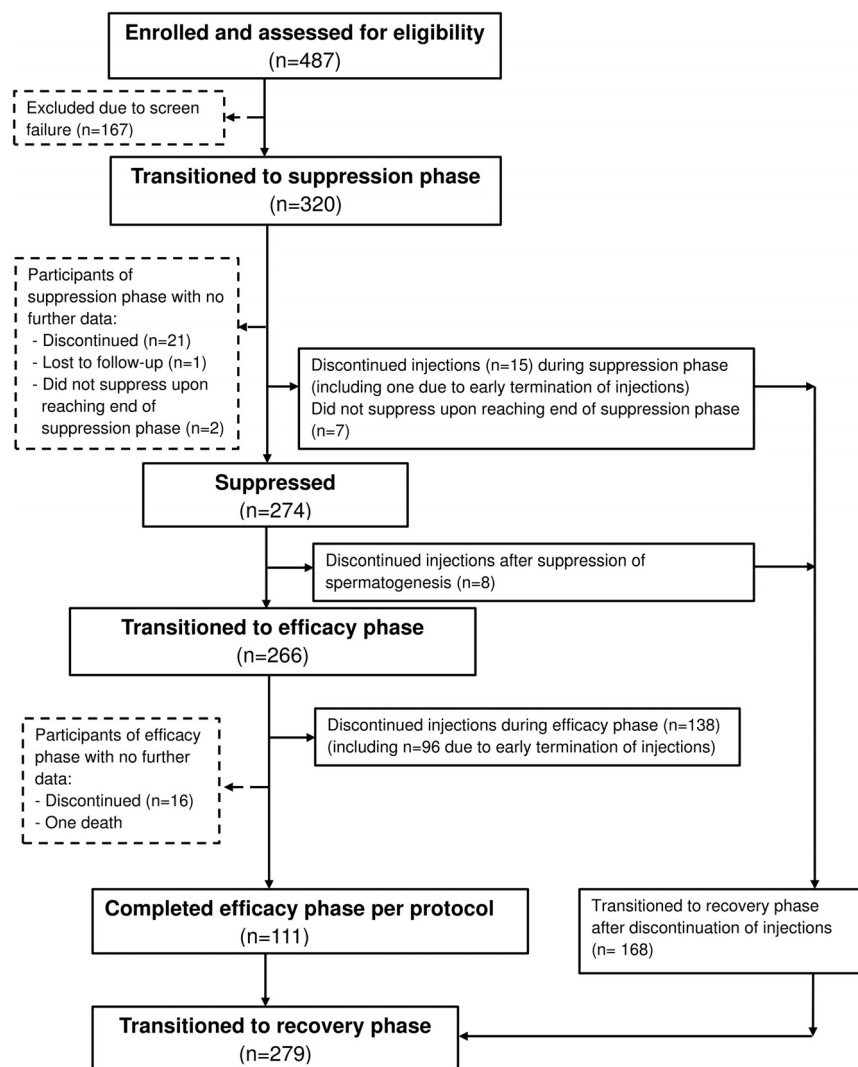 Enrolled and assessed for eligibility
(n=487)
Excluded due to screen
failure (n=167)
Transitioned to suppression phase
(n=320)
Participants of
suppression phase with no
further data:
- Discontinued (n=21)
- Lost to follow-up (n=1)
- Did not suppress upon
reaching end of
suppression phase (n=2)
Discontinued injections (n=15) during suppression phase
(including one due to early termination of injections)
Did not suppress upon reaching end of suppression phase
(n=7)
Suppressed
(n=274)
Discontinued injections after suppression of
spermatogenesis (n=8)
Transitioned to efficacy phase
(n=266)
Discontinued injections during efficacy phase (n=138)
(including n=96 due to early termination of injections)
Participants of efficacy
phase with no further
data:
- Discontinued (n=16)
- One death
Completed efficacy phase per protocol
(n=111)
Transitioned to recovery phase
after discontinuation of injections
(n= 168)
Transitioned to recovery phase
(n=279)